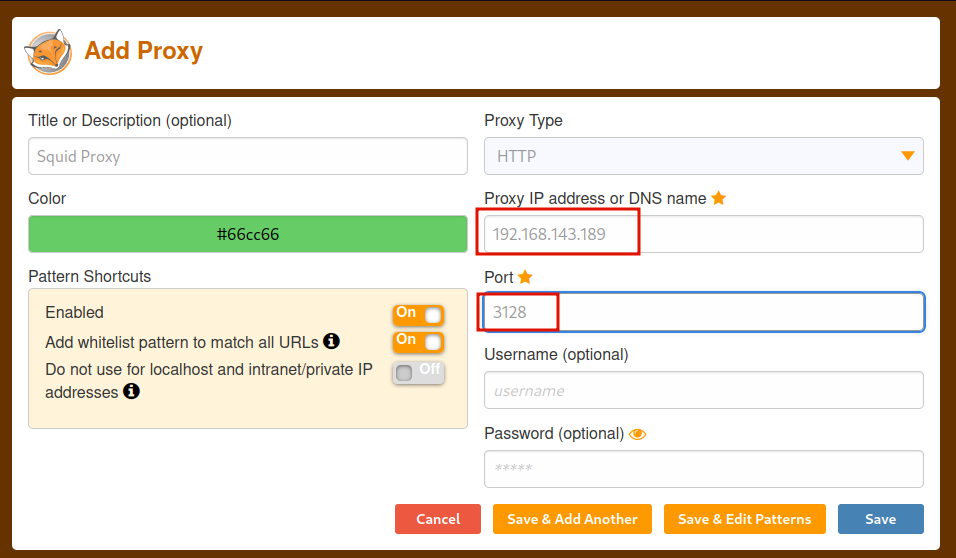 Add Proxy
Title or Description (optional)
Squid Proxy
Color
#66cc66
Pattern Shortcuts
Enabled
On
Add whitelist pattern to match all URLs
On
Do not use for localhost and intranet/private IP
addresses
Off
Proxy Type
HTTP
Proxy IP address or DNS name
192.168.143.189
Port
3128
Username (optional)
username
Password (optional)
*****
Cancel
Save & Add Another
Save & Edit Patterns
Save